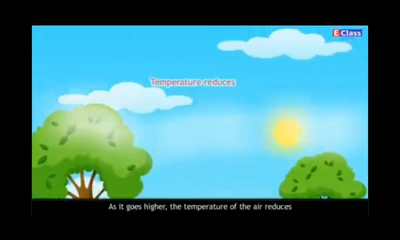 E Class
Temperature reduces
As it goes higher, the temperature of the air reduces